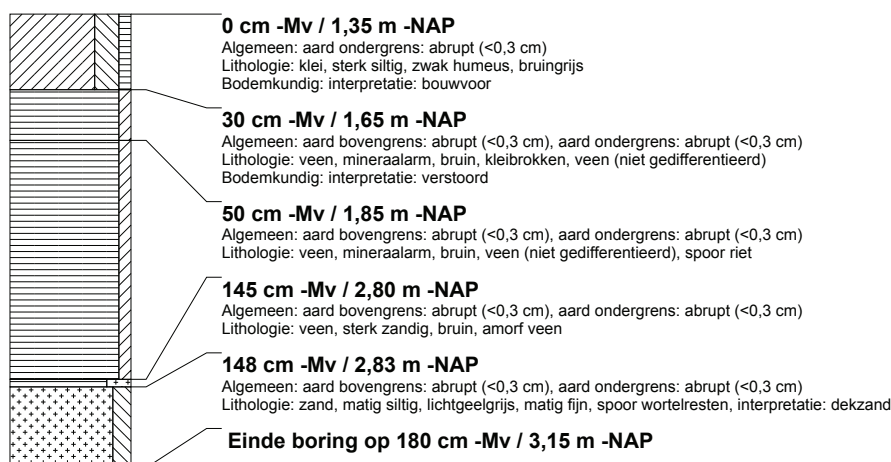 0 cm -Mv / 1,35 m -NAP
Algemeen: aard ondergrens: abrupt (<0,3 cm)
Lithologie: klei, sterk siltig, zwak humeus, bruingrijs
Bodemkundig: interpretatie: bouwvoor
30 cm -Mv / 1,65 m -NAP
Algemeen: aard bovengrens: abrupt (<0,3 cm), aard ondergrens: abrupt (<0,3 cm)
Lithologie: veen, mineraalarm, bruin, kleibrokken, veen (niet gedifferentieerd)
Bodemkundig: interpretatie: verstoord
50 cm -Mv / 1,85 m -NAP
Algemeen: aard bovengrens: abrupt (<0,3 cm), aard ondergrens: abrupt (<0,3 cm)
Lithologie: veen, mineraalarm, bruin, veen (niet gedifferentieerd), spoor riet
145 cm -Mv / 2,80 m -NAP
Algemeen: aard bovengrens: abrupt (<0,3 cm), aard ondergrens: abrupt (<0,3 cm)
Lithologie: veen, sterk zandig, bruin, amorf veen
148 cm -Mv / 2,83 m -NAP
Algemeen: aard bovengrens: abrupt (<0,3 cm), aard ondergrens: abrupt (<0,3 cm)
Lithologie: zand, matig siltig, lichtgeelgrijs, matig fijn, spoor wortelresten, interpretatie: dekzand
Einde boring op 180 cm -Mv / 3,15 m -NAP